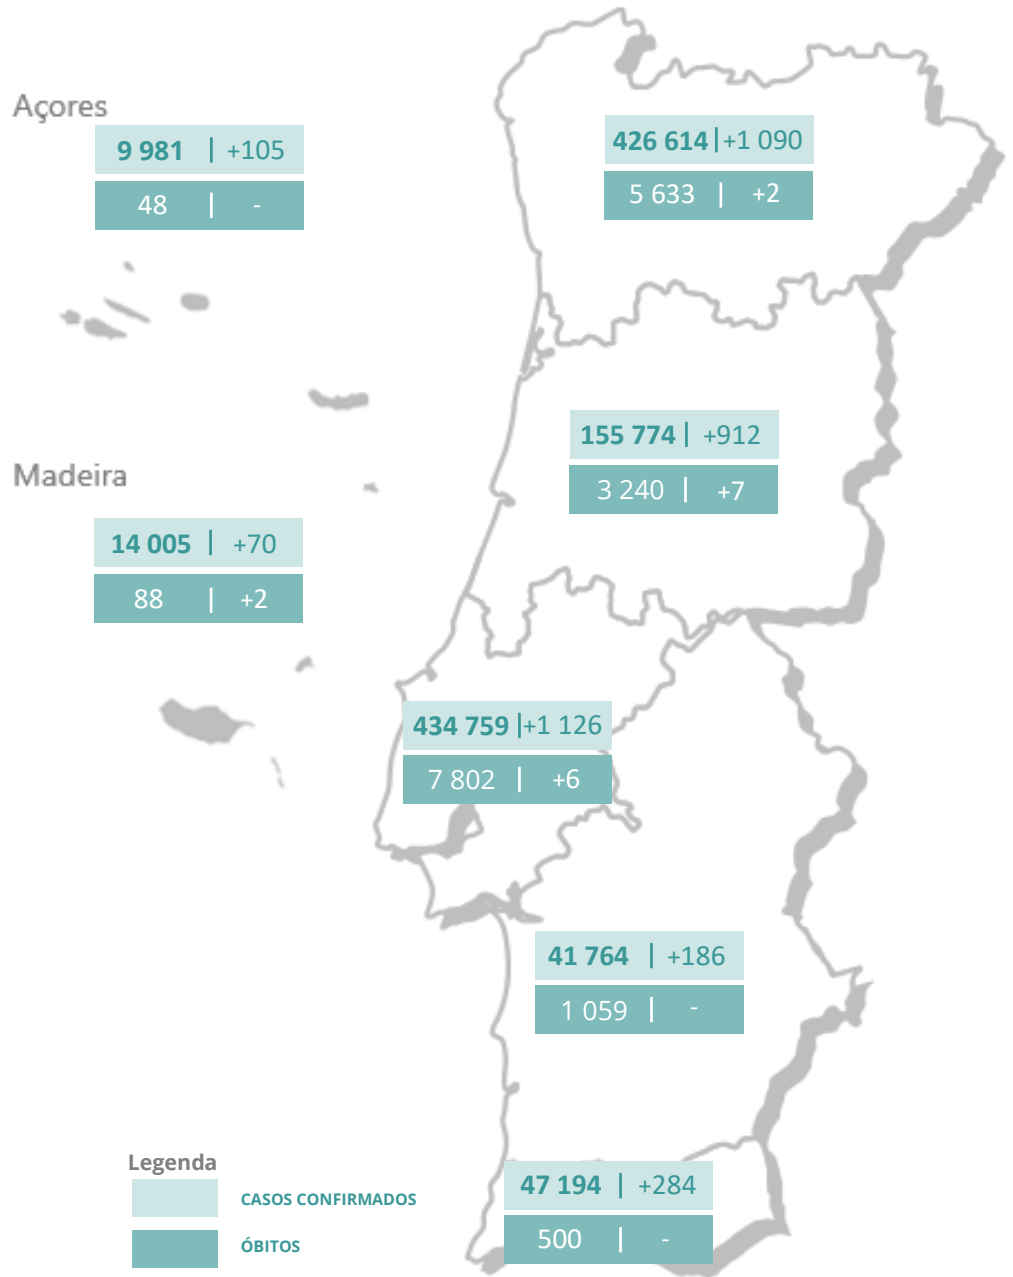 Açores
9 981 | +105
48 | -
426 614 | +1 090
5 633 | +2
155 774 | +912
3 240 | +7
Madeira
14 005 | +70
88 | +2
434 759 | +1 126
7 802 | +6
41 764 | +186
1 059 | -
47 194 | +284
500 | -
Legenda
CASOS CONFIRMADOS
ÓBITOS